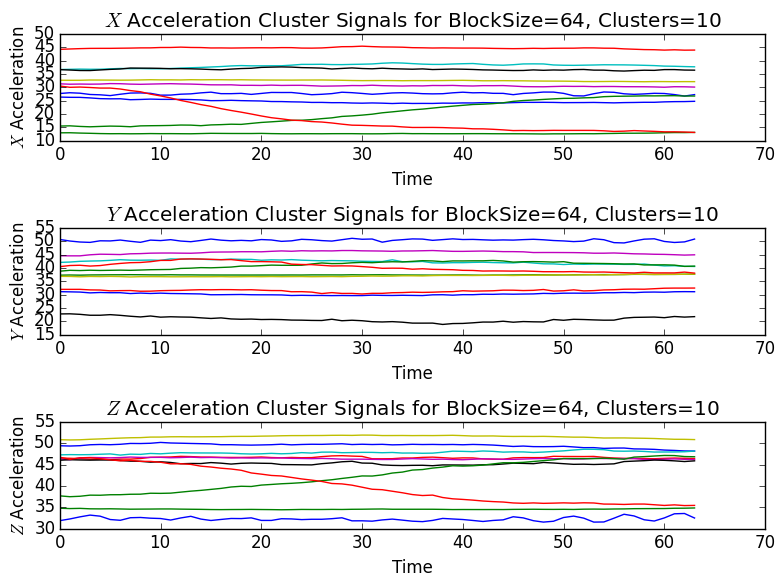 X Acceleration Cluster Signals for BlockSize=64, Clusters=10
X Acceleration
50
45
40
35
30
25
20
15
10
0 10 20 30 40 50 60 70
Time
Y Acceleration Cluster Signals for BlockSize=64, Clusters=10
Y Acceleration
55
50
45
40
35
30
25
20
15
0 10 20 30 40 50 60 70
Time
Z Acceleration Cluster Signals for BlockSize=64, Clusters=10
Z Acceleration
55
50
45
40
35
30
0 10 20 30 40 50 60 70
Time